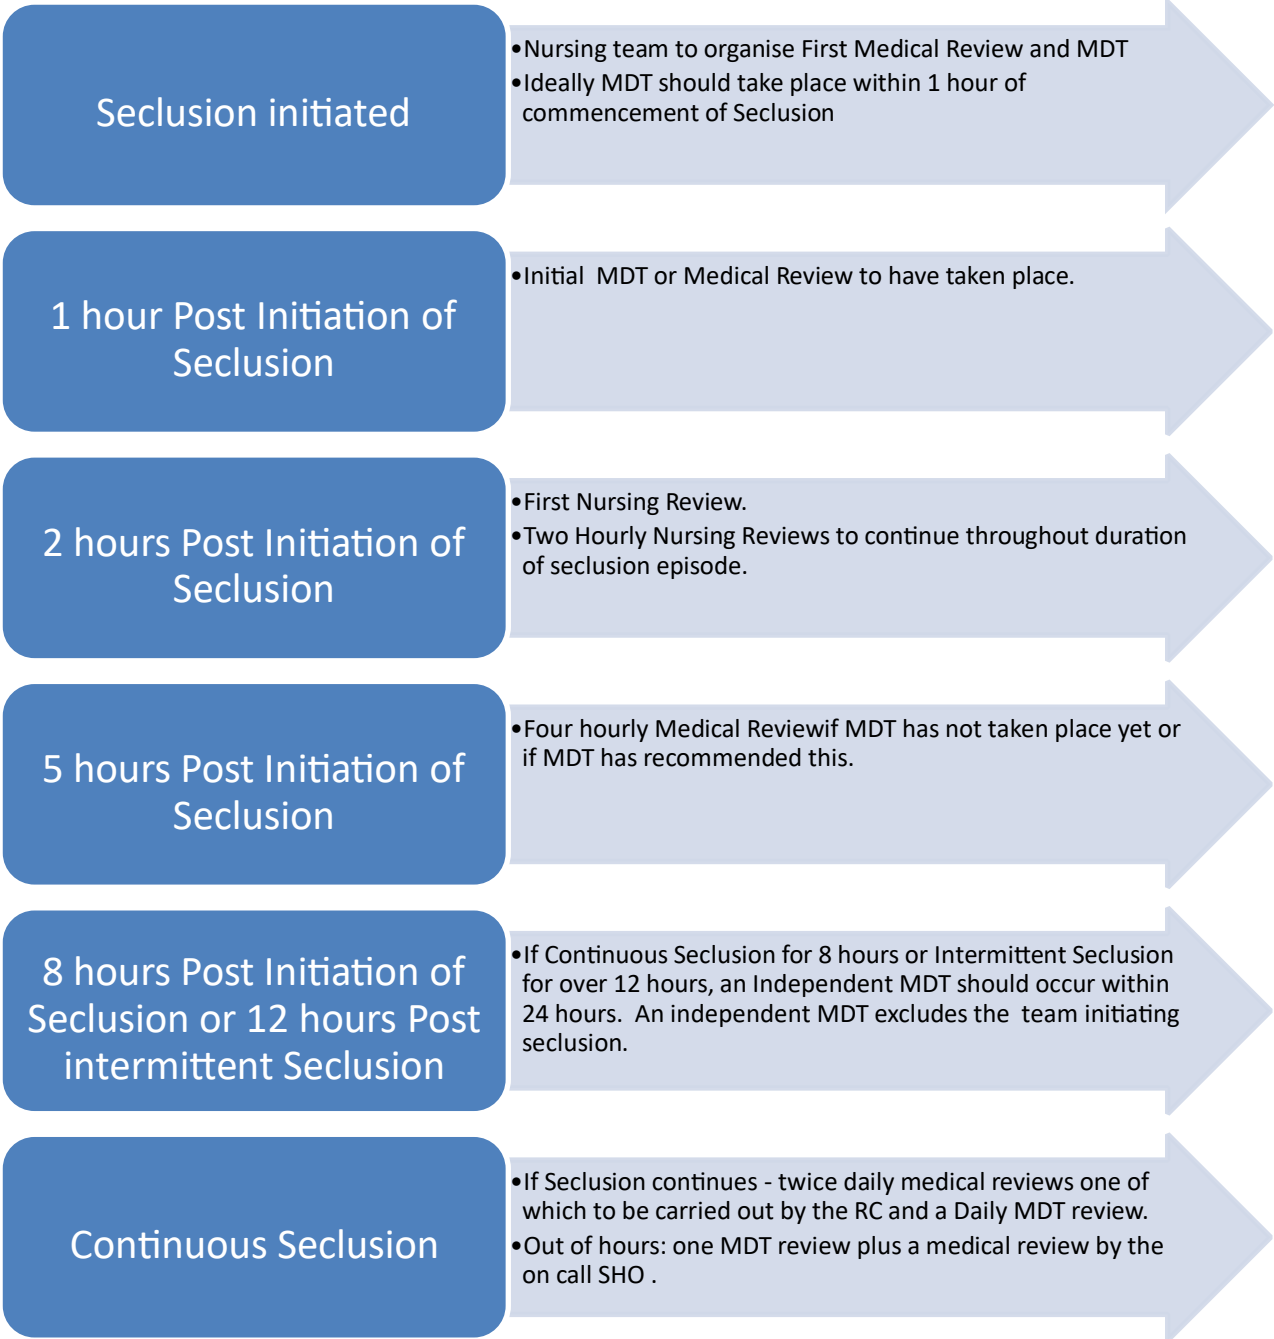 Seclusion initiated
•Nursing team to organise First Medical Review and MDT
•Ideally MDT should take place within 1 hour of
commencement of Seclusion
1 hour Post Initiation of
Seclusion
•Initial  MDT or Medical Review to have taken place.
2 hours Post Initiation of
Seclusion
•First Nursing Review.
•Two Hourly Nursing Reviews to continue throughout duration
of seclusion episode.
5 hours Post Initiation of
Seclusion
•Four hourly Medical Reviewif MDT has not taken place yet or
if MDT has recommended this.
8 hours Post Initiation of
Seclusion or 12 hours Post
intermittent Seclusion
•If Continuous Seclusion for 8 hours or Intermittent Seclusion
for over 12 hours, an Independent MDT should occur within
24 hours.  An independent MDT excludes the  team initiating
seclusion.
Continuous Seclusion
•If Seclusion continues - twice daily medical reviews one of
which to be carried out by the RC and a Daily MDT review.
•Out of hours: one MDT review plus a medical review by the
on call SHO .